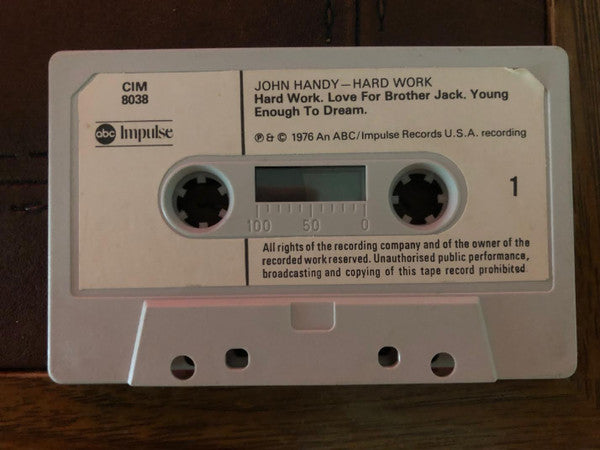 CIM
8038
abc Impulse
JOHN HANDY—HARD WORK
Hard Work. Love For Brother Jack. Young
Enough To Dream.
℗ & © 1976 An ABC/Impulse Records U.S.A. recording
1
100 50 0
All rights of the recording company and of the owner of the
recorded work reserved. Unauthorised public performance,
broadcasting and copying of this tape record prohibited